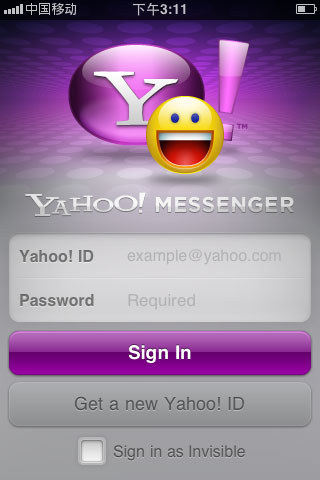 中国移动 下午3:11
Y!™
YAHOO! MESSENGER
Yahoo! ID example@yahoo.com
Password Required
Sign In
Get a new Yahoo! ID
Sign in as Invisible